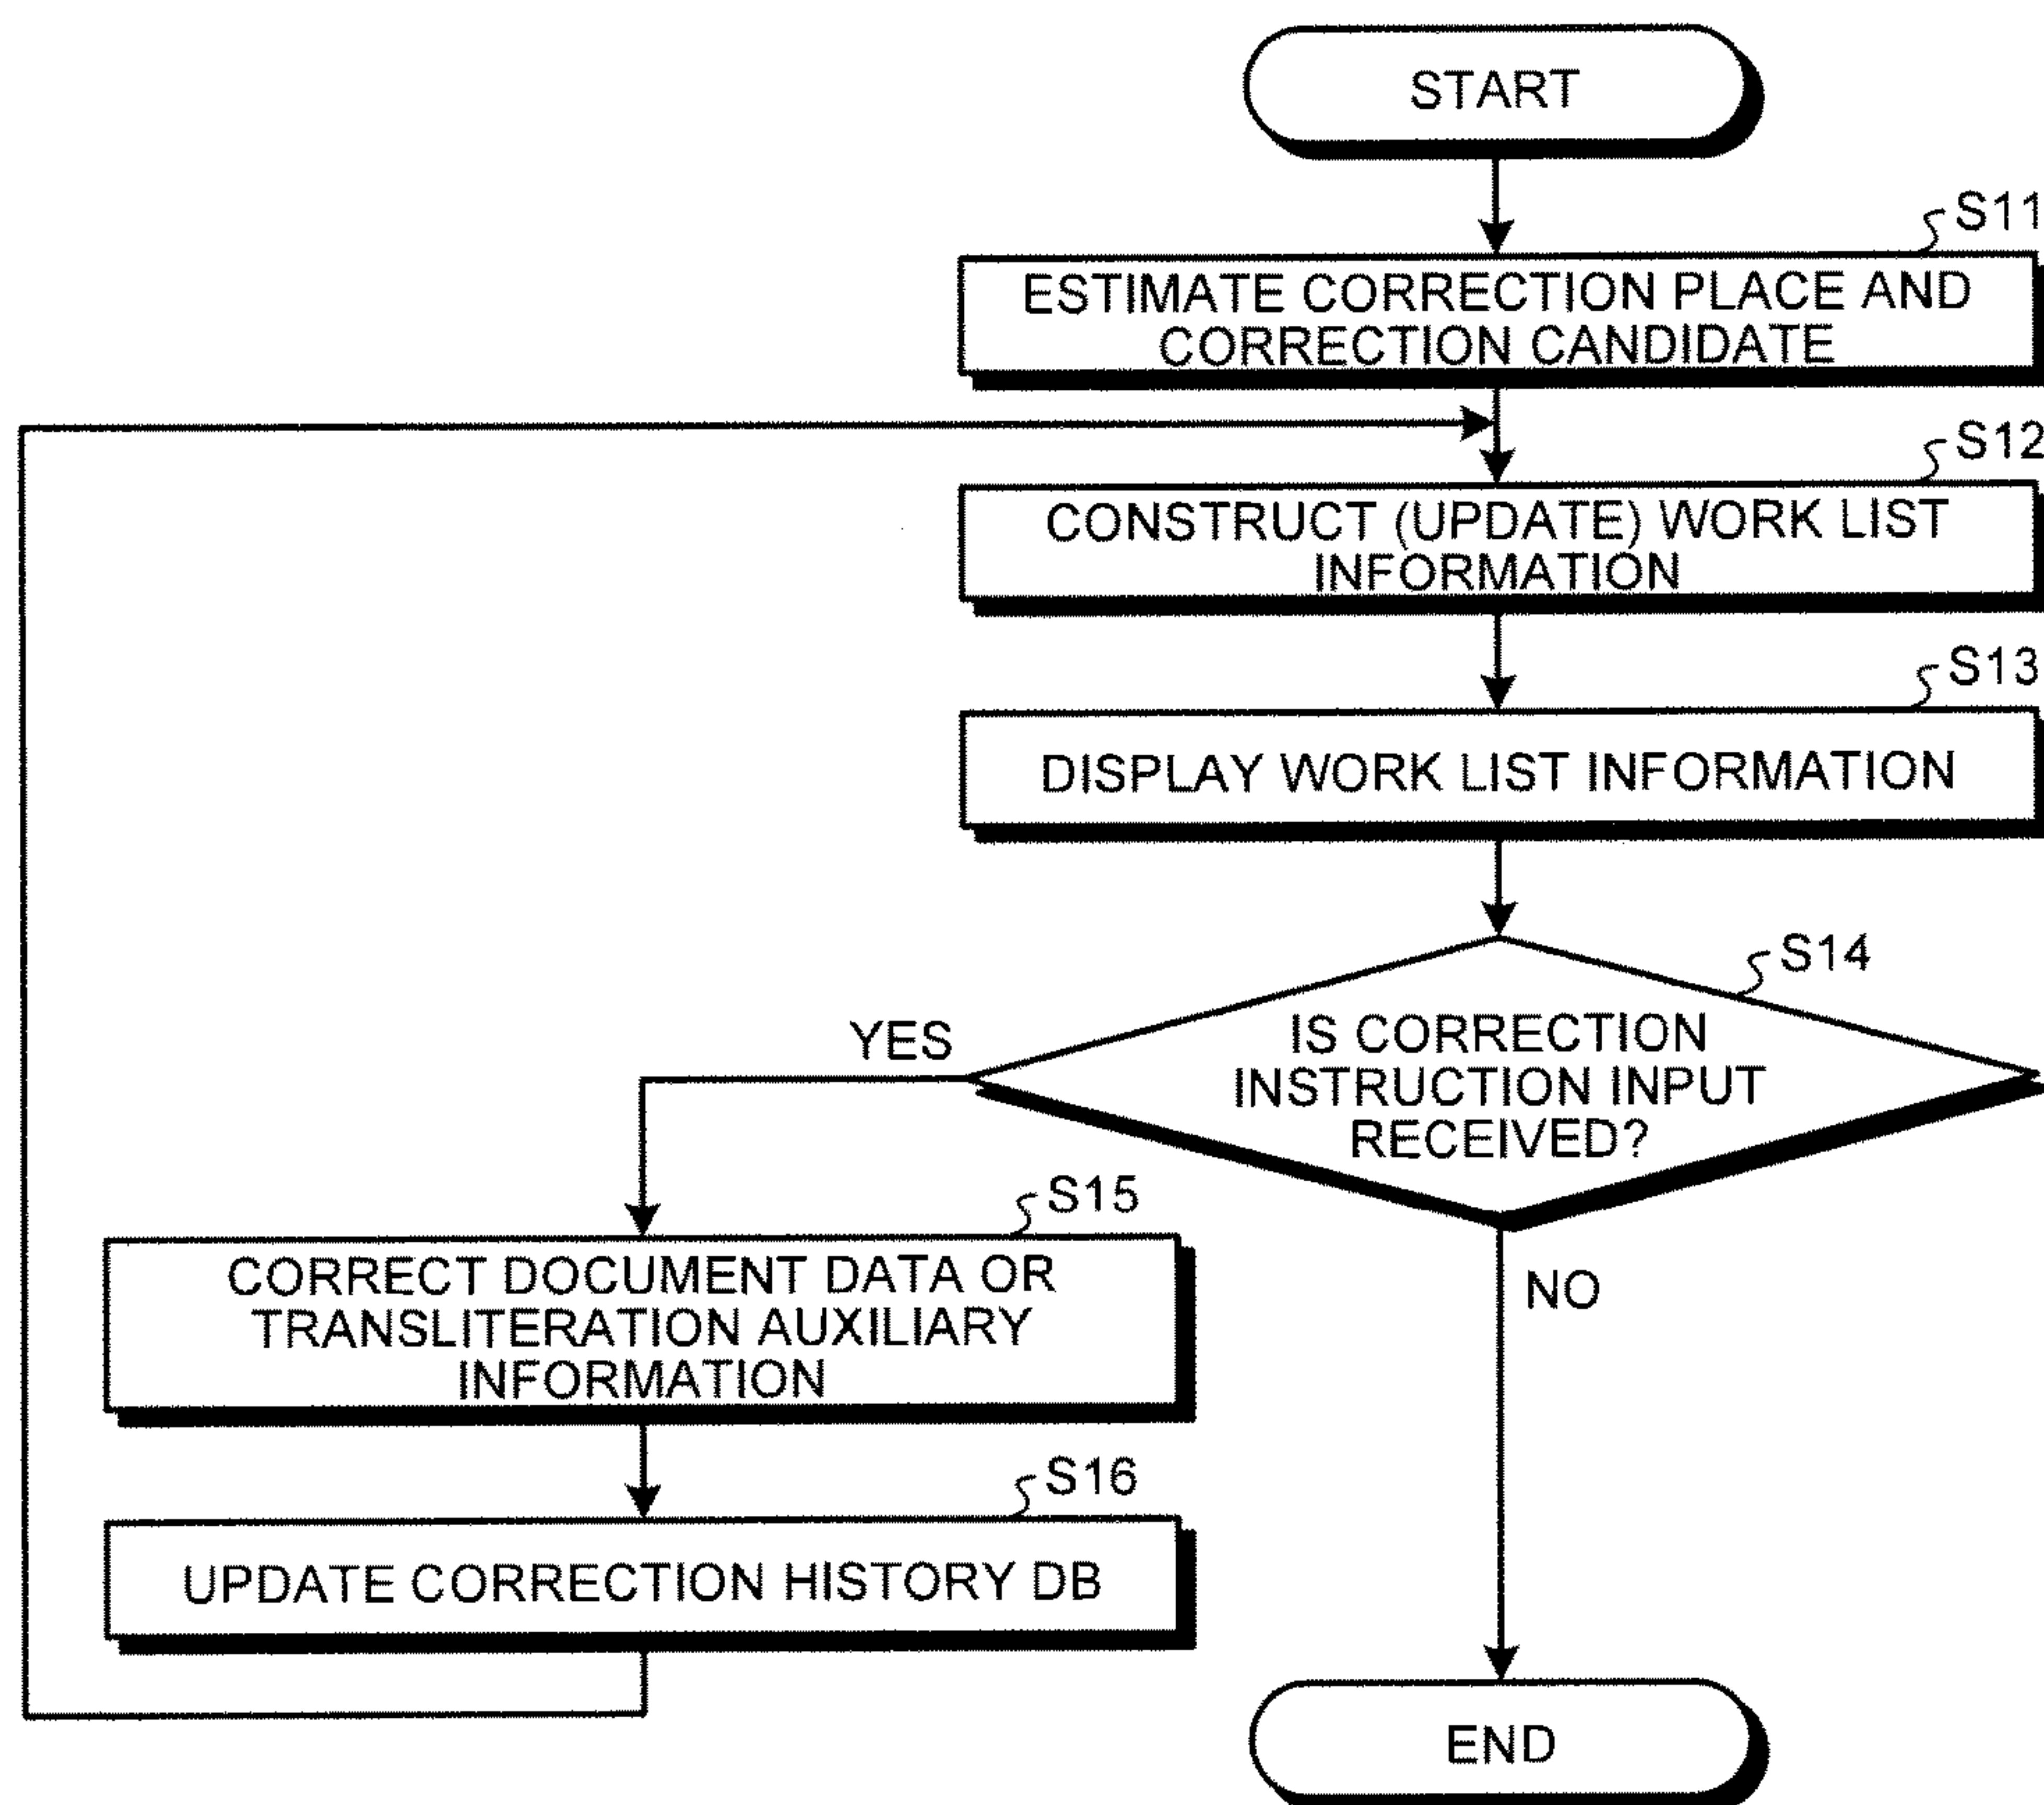 START
S11
ESTIMATE CORRECTION PLACE AND
CORRECTION CANDIDATE
S12
CONSTRUCT (UPDATE) WORK LIST
INFORMATION
S13
DISPLAY WORK LIST INFORMATION
S14
IS CORRECTION
INSTRUCTION INPUT
RECEIVED?
YES
NO
S15
CORRECT DOCUMENT DATA OR
TRANSLITERATION AUXILIARY
INFORMATION
S16
UPDATE CORRECTION HISTORY DB
END